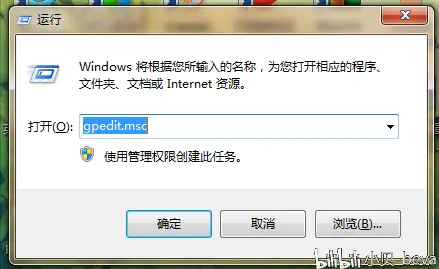 运行
Windows 将根据您所输入的名称，为您打开相应的程序、
文件夹、文档或 Internet 资源。
打开(O):
gpedit.msc
使用管理权限创建此任务。
确定
取消
浏览(B)...
bilibili 小贝_beva